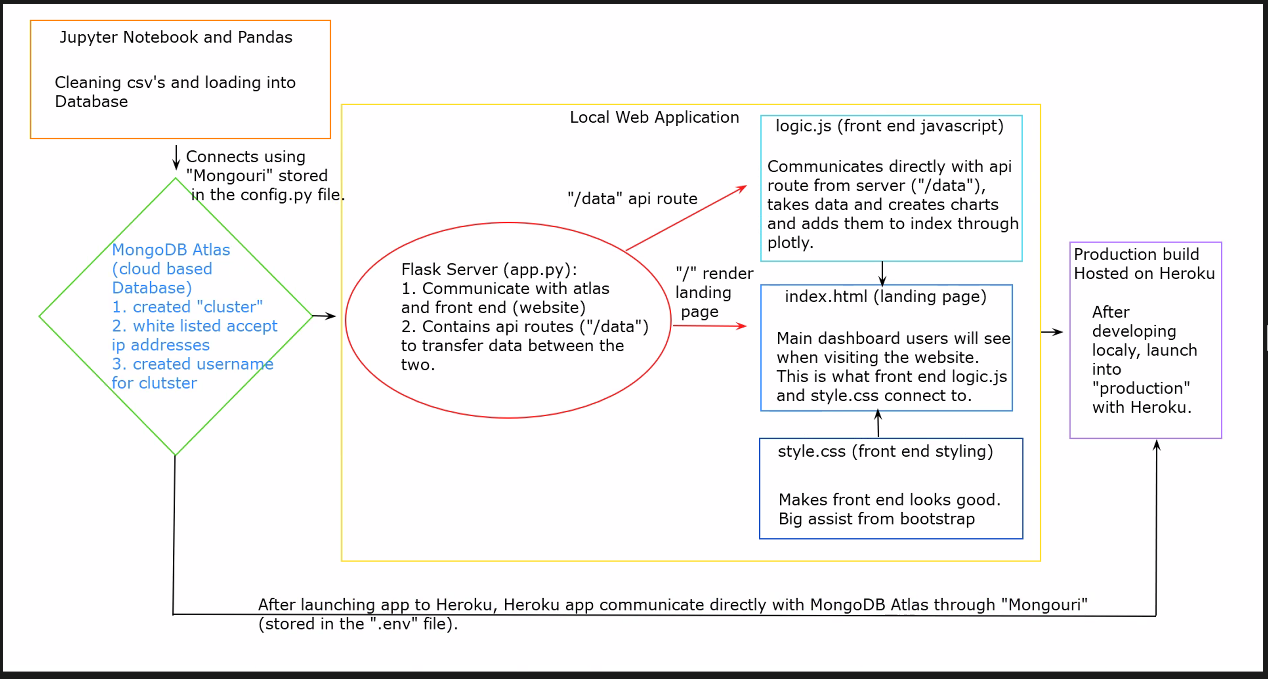 Jupyter Notebook and Pandas
Cleaning csv's and loading into
Database
Connects using
"Mongouri" stored
in the config.py file.
MongoDB Atlas
(cloud based
Database)
1. created "cluster"
2. white listed accept
ip addresses
3. created username
for clutster
Local Web Application
Flask Server (app.py):
1. Communicate with atlas
and front end (website)
2. Contains api routes ("/data")
to transfer data between the
two.
"/data" api route
"/" render
landing
page
logic.js (front end javascript)
Communicates directly with api
route from server ("/data"),
takes data and creates charts
and adds them to index through
plotly.
index.html (landing page)
Main dashboard users will see
when visiting the website.
This is what front end logic.js
and style.css connect to.
style.css (front end styling)
Makes front end looks good.
Big assist from bootstrap
Production build
Hosted on Heroku
After
developing
localy, launch
into
"production"
with Heroku.
After launching app to Heroku, Heroku app communicate directly with MongoDB Atlas through "Mongouri"
(stored in the ".env" file).